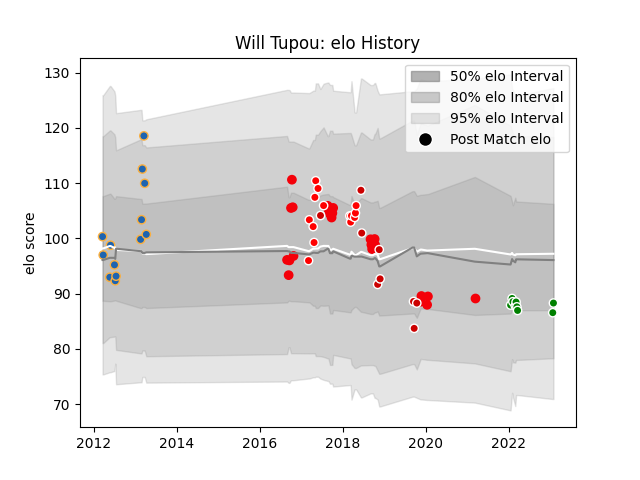 Will Tupou: elo History
130
120
110
100
90
80
70
elo score
50% elo Interval
80% elo Interval
95% elo Interval
Post Match elo
2012
2014
2016
2018
2020
2022